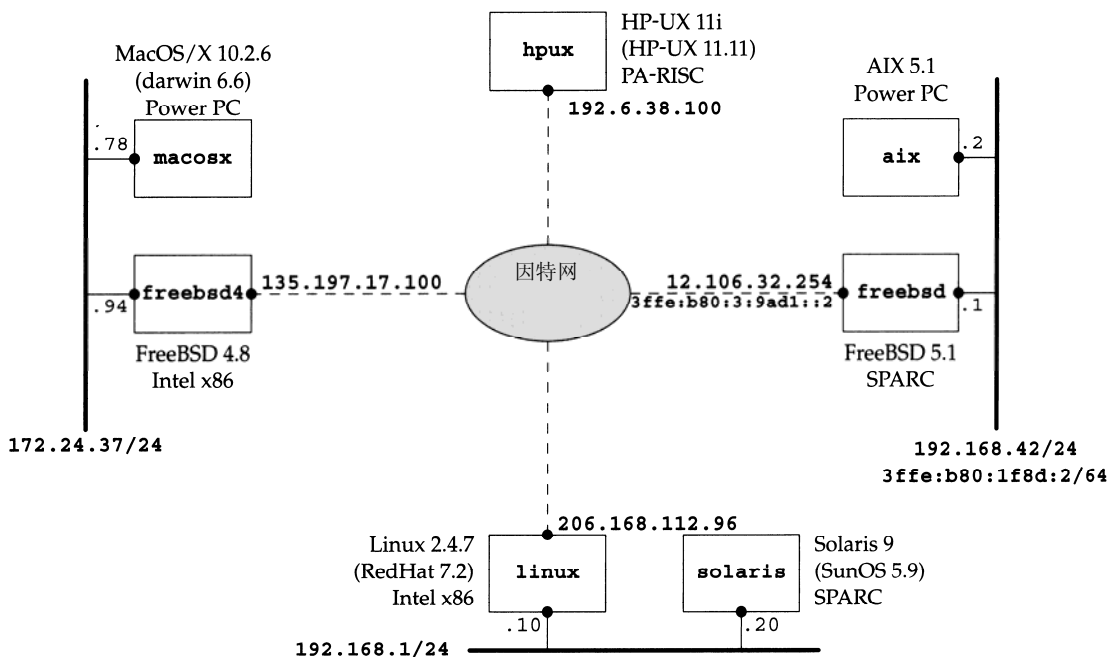 HP-UX 11i
(HP-UX 11.11)
PA-RISC
hpux
192.6.38.100
MacOS/X 10.2.6
(darwin 6.6)
Power PC
.78
macosx
AIX 5.1
Power PC
aix
.2
因特网
135.197.17.100
freebsd4
.94
FreeBSD 4.8
Intel x86
172.24.37/24
12.106.32.254
3ffe:b80:3:9ad1::2
freebsd
.1
FreeBSD 5.1
SPARC
192.168.42/24
3ffe:b80:1f8d:2/64
206.168.112.96
Linux 2.4.7
(RedHat 7.2)
Intel x86
linux
.10
solaris
.20
Solaris 9
(SunOS 5.9)
SPARC
192.168.1/24